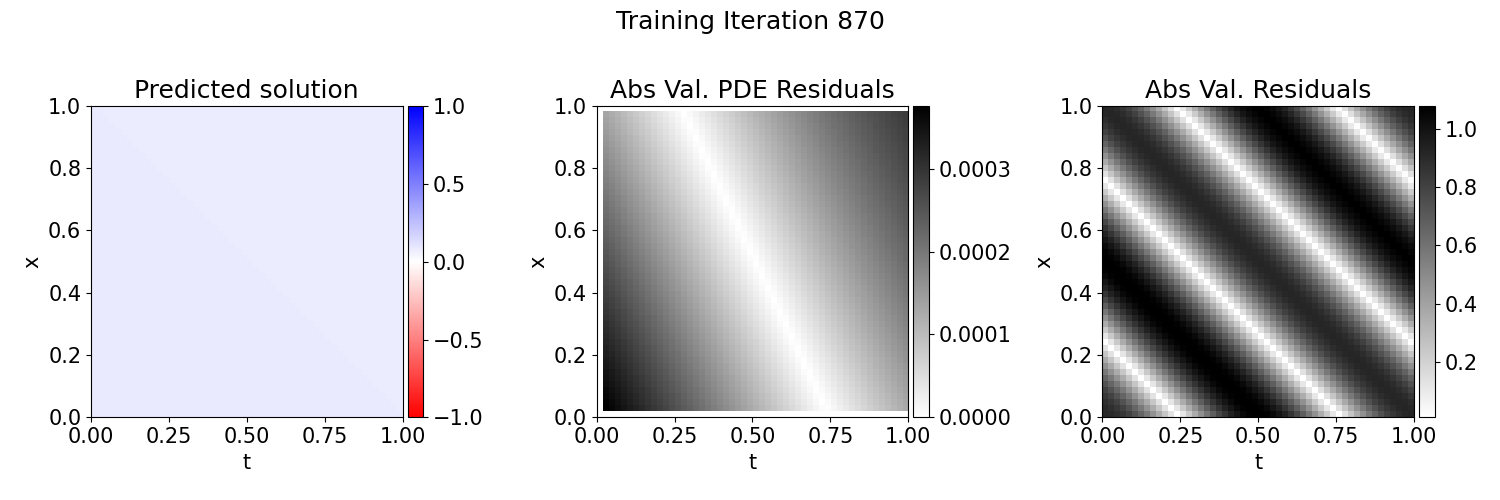 Training Iteration 870
Predicted solution
Abs Val. PDE Residuals
Abs Val. Residuals
1.0
0.8
0.6
0.4
0.2
0.0
x
0.00 0.25 0.50 0.75 1.00
t
1.0
0.5
0.0
−0.5
−1.0
1.0
0.8
0.6
0.4
0.2
0.0
x
0.00 0.25 0.50 0.75 1.00
t
0.0003
0.0002
0.0001
0.0000
1.0
0.8
0.6
0.4
0.2
0.0
x
0.00 0.25 0.50 0.75 1.00
t
1.0
0.8
0.6
0.4
0.2